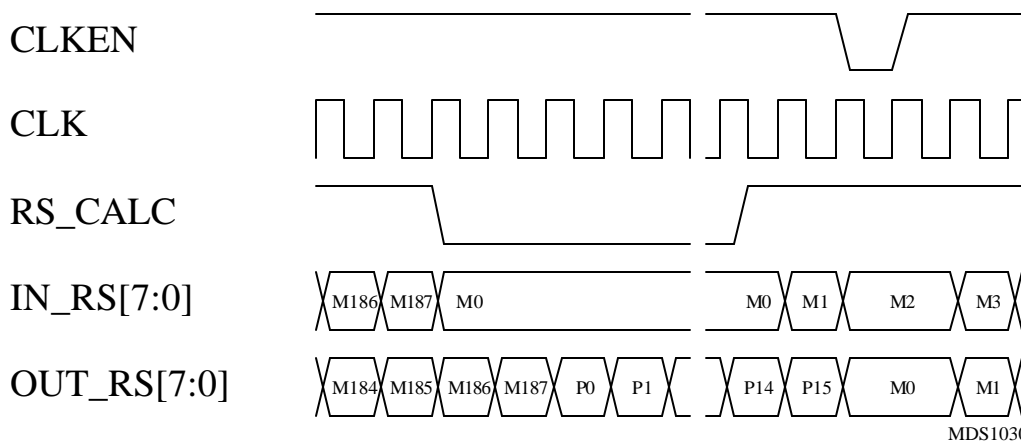 CLKEN
CLK
RS_CALC
IN_RS[7:0] M186 M187 M0 M0 M1 M2 M3
OUT_RS[7:0] M184 M185 M186 M187 P0 P1 P14 P15 M0 M1
MDS1030